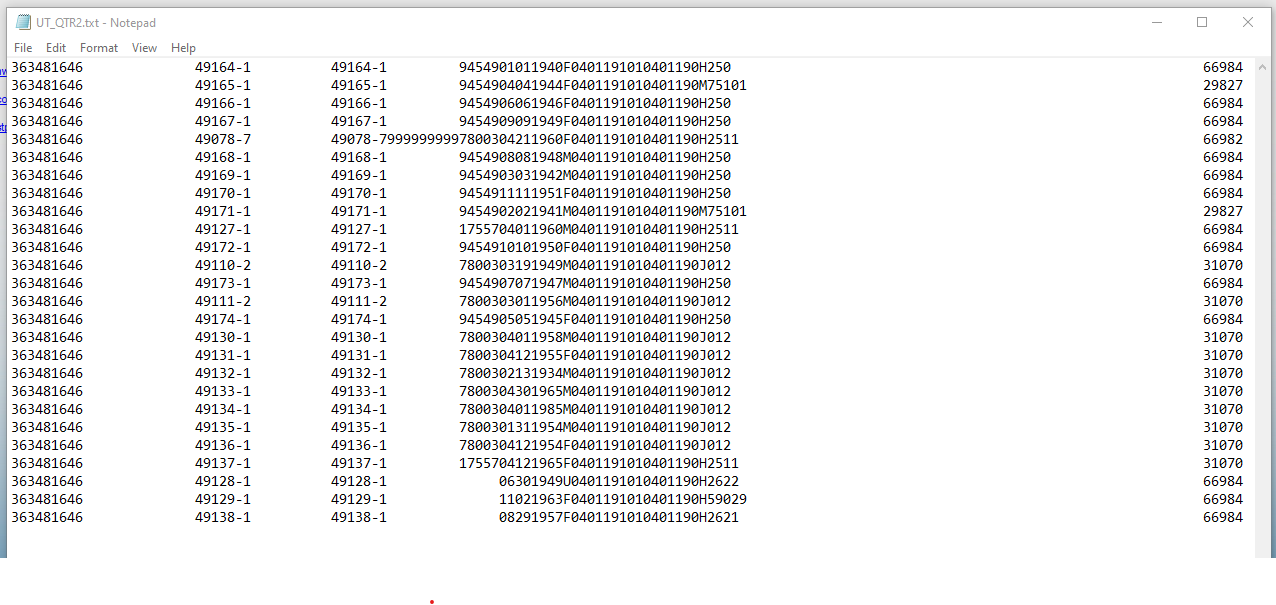 UT_QTR2.txt - Notepad
File Edit Format View Help
363481646 49164-1 49164-1 9454901011940F0401191010401190H250 66984
363481646 49165-1 49165-1 9454904041944F0401191010401190M75101 29827
363481646 49166-1 49166-1 9454906061946F0401191010401190H250 66984
363481646 49167-1 49167-1 9454909091949F0401191010401190H250 66984
363481646 49078-7 49078-79999999997800304211960F0401191010401190H2511 66982
363481646 49168-1 49168-1 9454908081948M0401191010401190H250 66984
363481646 49169-1 49169-1 9454903031942M0401191010401190H250 66984
363481646 49170-1 49170-1 9454911111951F0401191010401190H250 66984
363481646 49171-1 49171-1 9454902021941M0401191010401190M75101 29827
363481646 49127-1 49127-1 1755704011960M0401191010401190H2511 66984
363481646 49172-1 49172-1 9454910101950F0401191010401190H250 66984
363481646 49110-2 49110-2 7800303191949M0401191010401190J012 31070
363481646 49173-1 49173-1 9454907071947M0401191010401190H250 66984
363481646 49111-2 49111-2 7800303011956M0401191010401190J012 31070
363481646 49174-1 49174-1 9454905051945F0401191010401190H250 66984
363481646 49130-1 49130-1 7800304011958M0401191010401190J012 31070
363481646 49131-1 49131-1 7800304121955F0401191010401190J012 31070
363481646 49132-1 49132-1 7800302131934M0401191010401190J012 31070
363481646 49133-1 49133-1 7800304301965M0401191010401190J012 31070
363481646 49134-1 49134-1 7800304011985M0401191010401190J012 31070
363481646 49135-1 49135-1 7800301311954M0401191010401190J012 31070
363481646 49136-1 49136-1 7800304121954F0401191010401190J012 31070
363481646 49137-1 49137-1 1755704121965F0401191010401190H2511 31070
363481646 49128-1 49128-1 06301949U0401191010401190H2622 66984
363481646 49129-1 49129-1 11021963F0401191010401190H59029 66984
363481646 49138-1 49138-1 08291957F0401191010401190H2621 66984